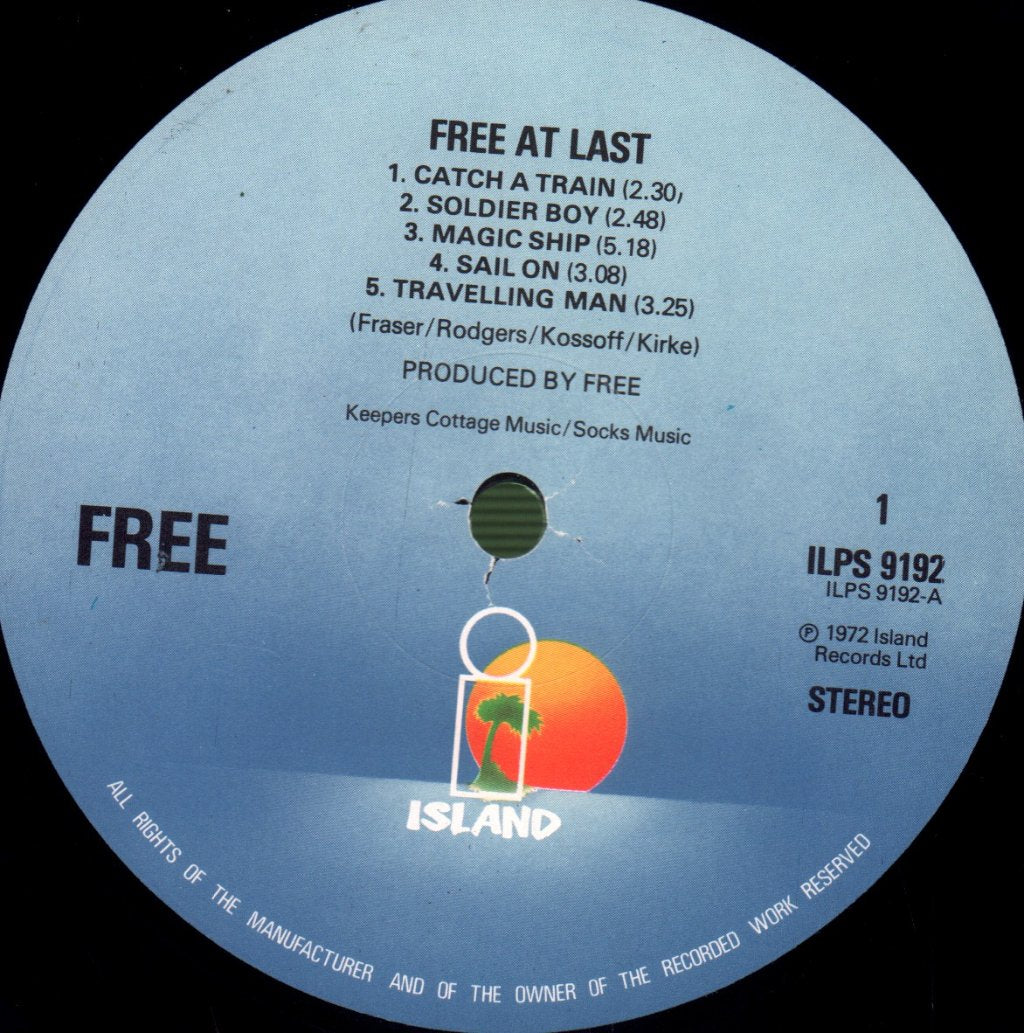 FREE AT LAST
1. CATCH A TRAIN (2.30,
2. SOLDIER BOY (2.48)
3. MAGIC SHIP (5.18)
4. SAIL ON (3.08)
5. TRAVELLING MAN (3.25)
(Fraser/Rodgers/Kossoff/Kirke)
PRODUCED BY FREE
Keepers Cottage Music/Socks Music
FREE
1
ILPS 9192
ILPS 9192-A
℗ 1972 Island
Records Ltd
STEREO
i
ISLAND
ALL RIGHTS OF THE MANUFACTURER AND OF THE OWNER OF THE RECORDED WORK RESERVED